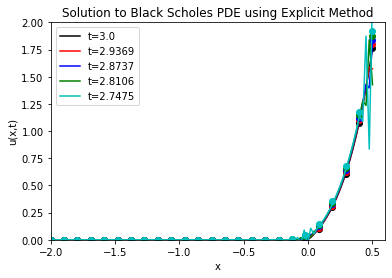 Solution to Black Scholes PDE using Explicit Method
2.00
1.75
1.50
1.25
1.00
0.75
0.50
0.25
0.00
u(x,t)
t=3.0
t=2.9369
t=2.8737
t=2.8106
t=2.7475
−2.0 −1.5 −1.0 −0.5 0.0 0.5
x